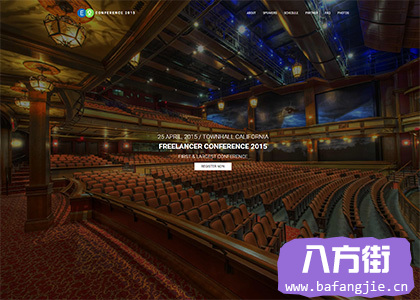 EO CONFERENCE 2015
ABOUT SPEAKERS SCHEDULE PARTNER FAQ PHOTOS
25 APRIL 2015 / TOWNHALL CALIFORNIA
FREELANCER CONFERENCE 2015
FIRST & LARGEST CONFERENCE
REGISTER NOW
八方街
www.bafangjie.cn